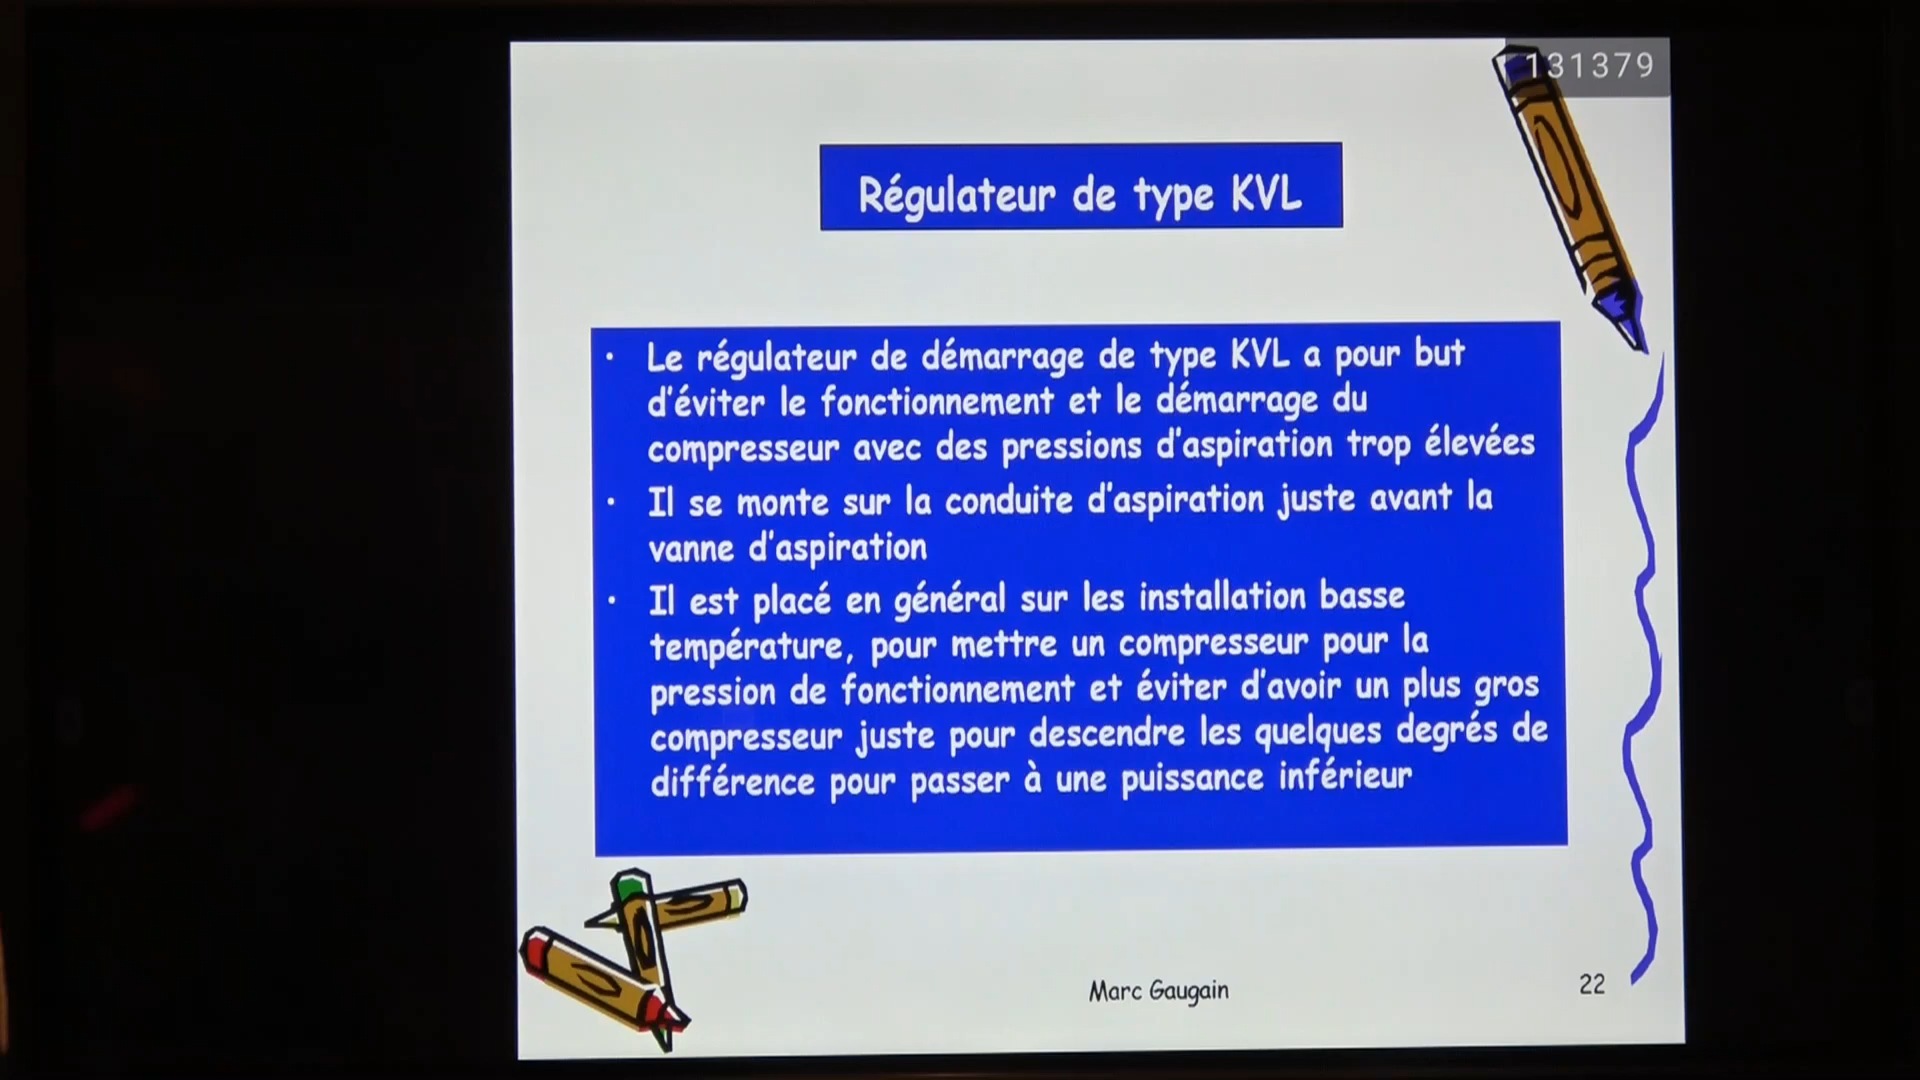 131379
Régulateur de type KVL
• Le régulateur de démarrage de type KVL a pour but
d'éviter le fonctionnement et le démarrage du
compresseur avec des pressions d'aspiration trop élevées
• Il se monte sur la conduite d'aspiration juste avant la
vanne d'aspiration
• Il est placé en général sur les installation basse
température, pour mettre un compresseur pour la
pression de fonctionnement et éviter d'avoir un plus gros
compresseur juste pour descendre les quelques degrés de
différence pour passer à une puissance inférieur
Marc Gaugain
22